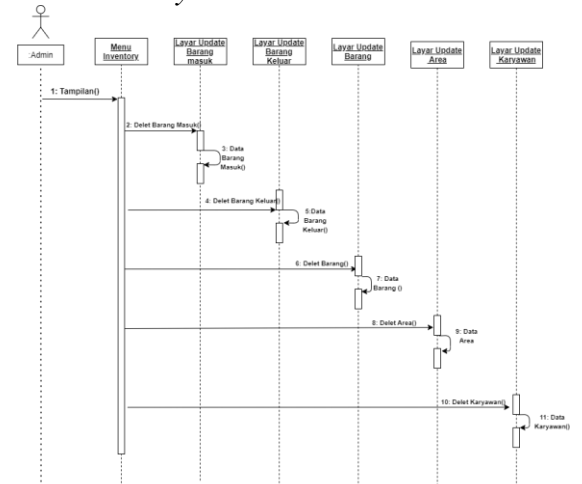 :Admin
Menu
Inventory
Layar Update
Barang
masuk
Layar Update
Barang
Keluar
Layar Update
Barang
Layar Update
Area
Layar Update
Karyawan
1: Tampilan()
2: Delet Barang Masuk()
3: Data
Barang
Masuk()
4: Delet Barang Keluar()
5:Data
Barang
Keluar()
6: Delet Barang()
7: Data
Barang ()
8: Delet Area()
9: Data
Area
10: Delet Karyawan()
11: Data
Karyawan()